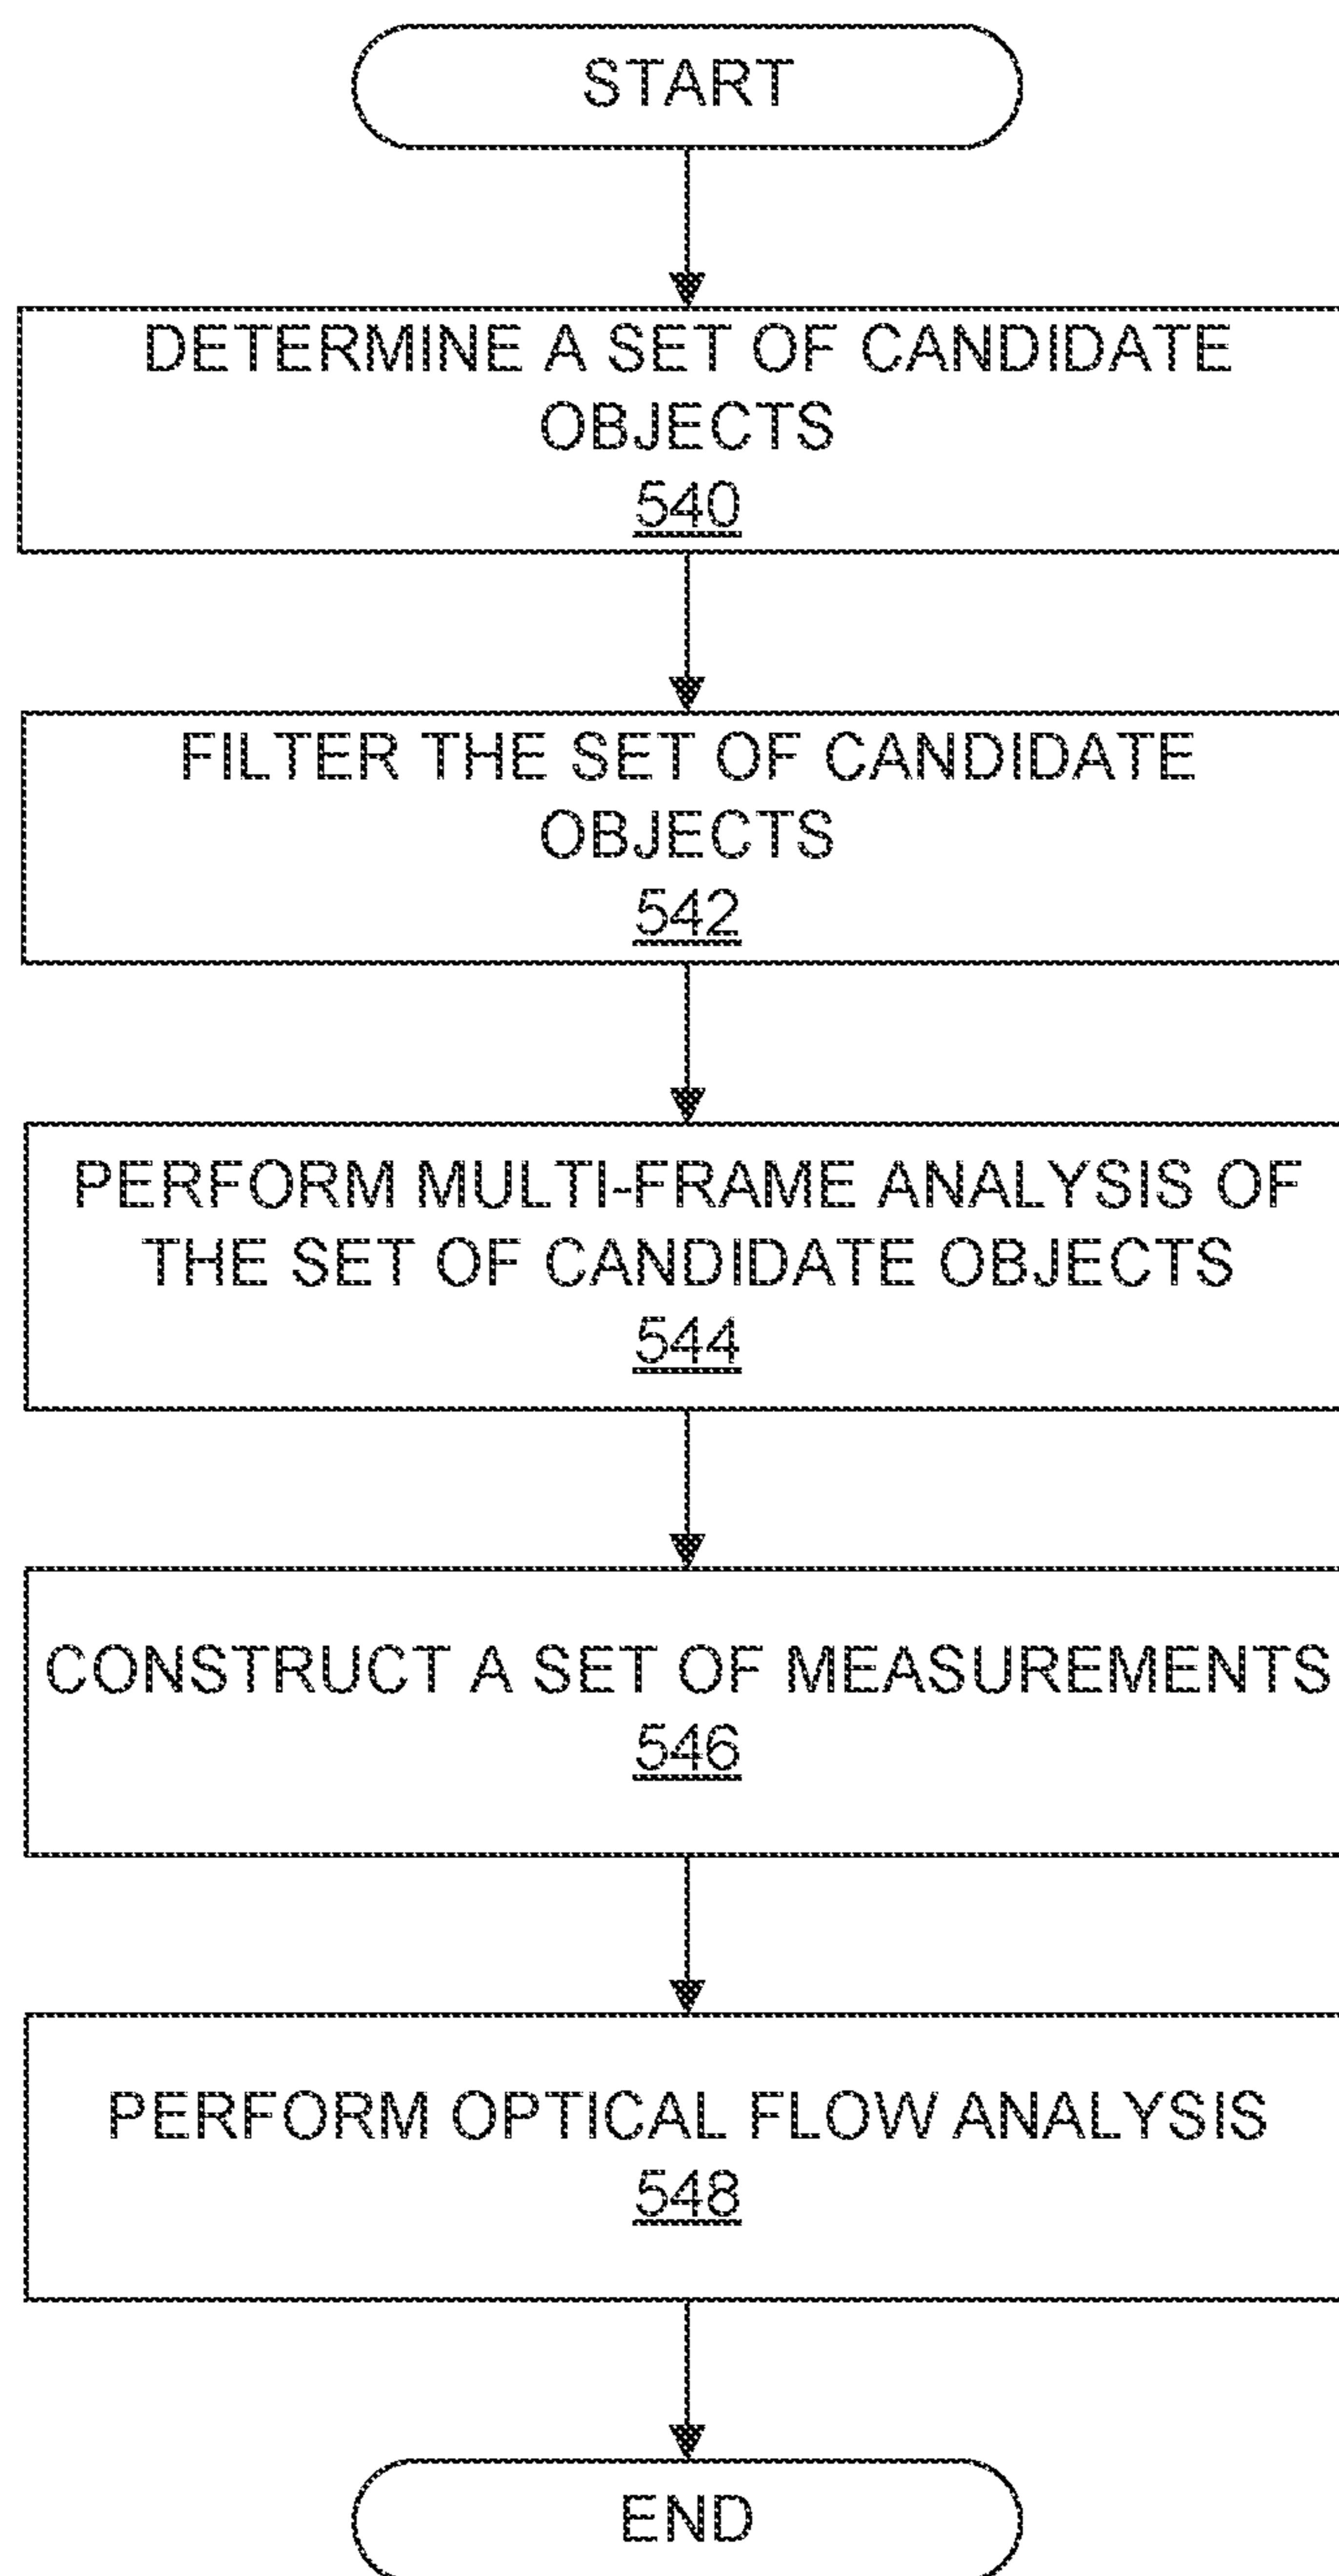 START
DETERMINE A SET OF CANDIDATE
OBJECTS
540
FILTER THE SET OF CANDIDATE
OBJECTS
542
PERFORM MULTI-FRAME ANALYSIS OF
THE SET OF CANDIDATE OBJECTS
544
CONSTRUCT A SET OF MEASUREMENTS
546
PERFORM OPTICAL FLOW ANALYSIS
548
END